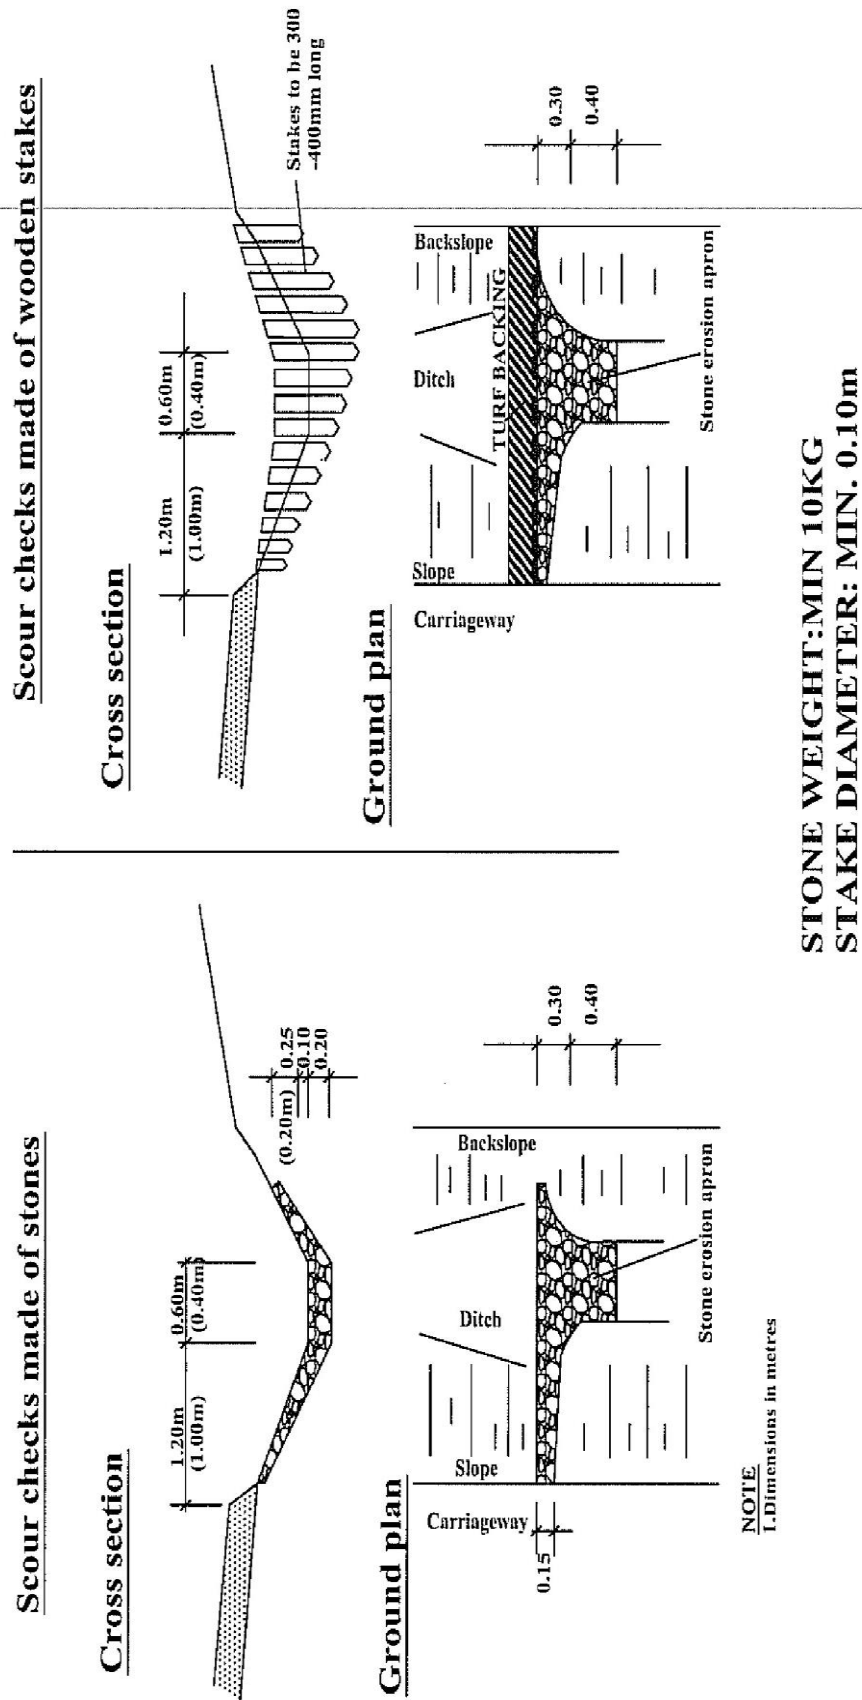 Scour checks made of stones
Cross section
1.20m
(1.00m)
0.60m
(0.40m)
(0.20m)
0.25
0.10
0.20
Ground plan
Carriageway
0.15
Slope
Ditch
Backslope
0.30
0.40
Stone erosion apron
NOTE
1.Dimensions in metres
Scour checks made of wooden stakes
Cross section
1.20m
(1.00m)
0.60m
(0.40m)
Stakes to be 300
-400mm long
Ground plan
Carriageway
Slope
Ditch
Backslope
TURF BACKING
0.30
0.40
Stone erosion apron
STONE WEIGHT:MIN 10KG
STAKE DIAMETER: MIN. 0.10m